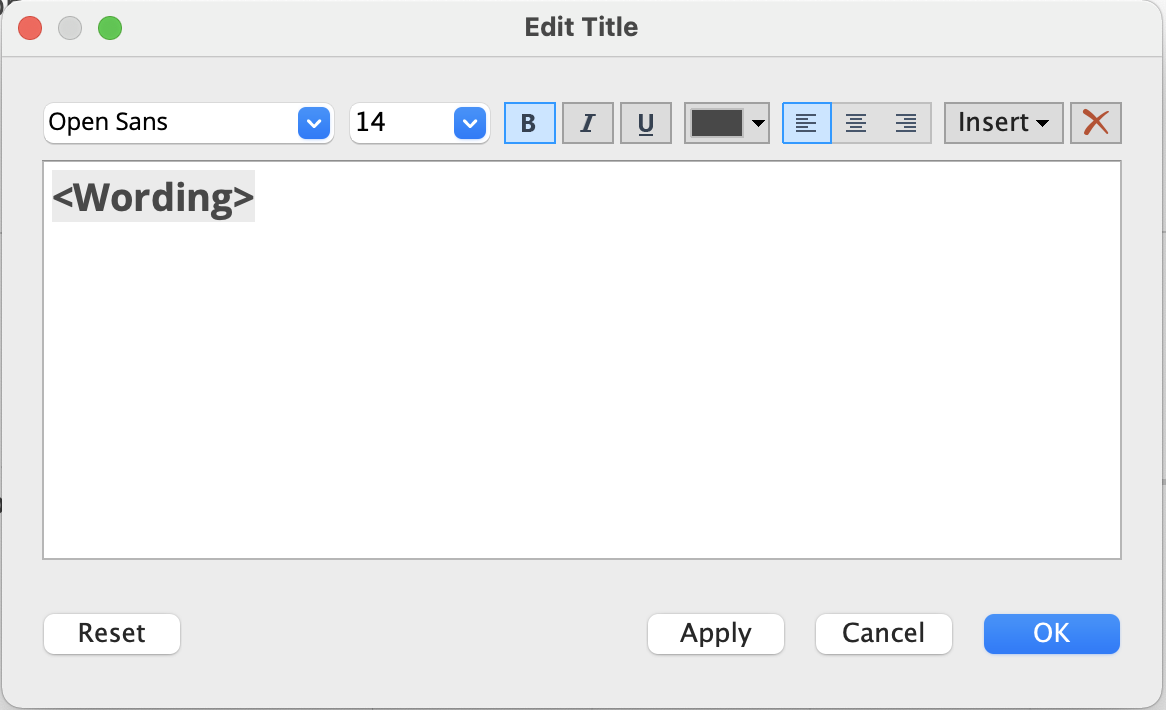 Edit Title
Open Sans 14 B I U Insert
<Wording>
Reset Apply Cancel OK